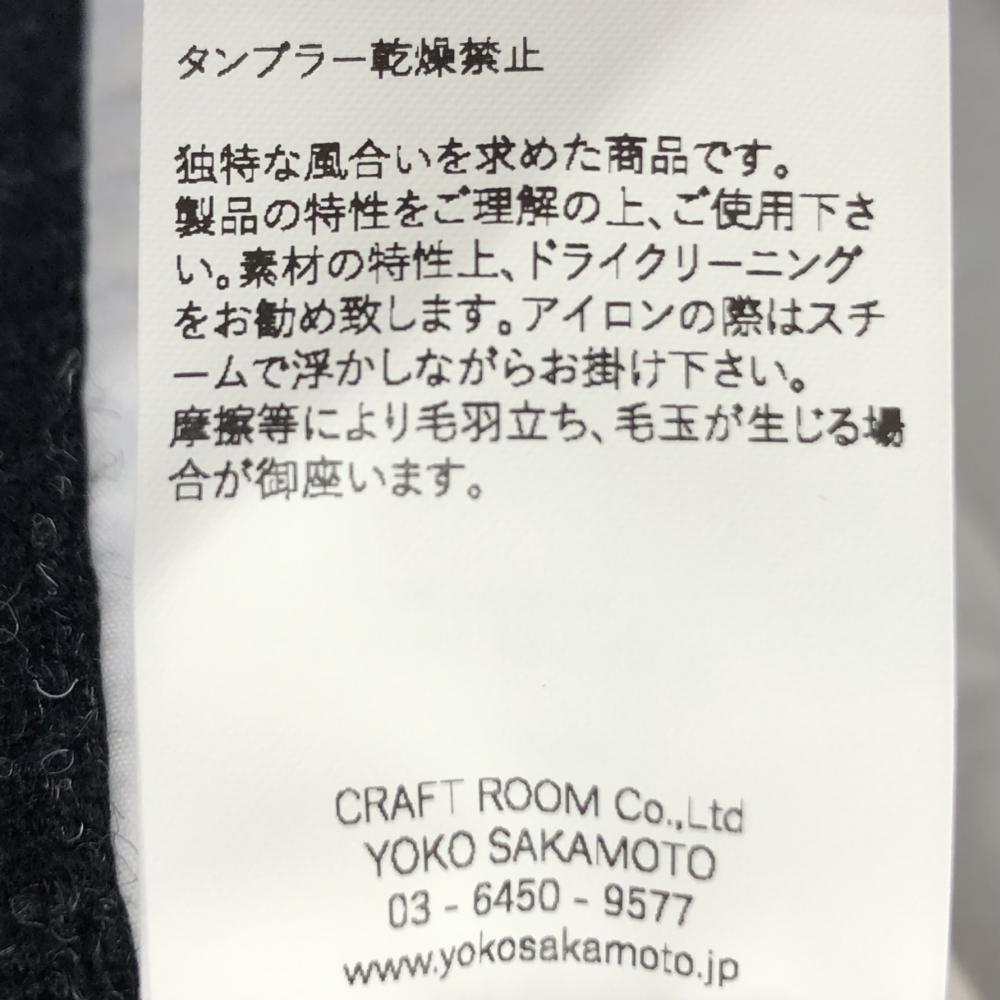 タンプラー乾燥禁止
独特な風合いを求めた商品です。
製品の特性をご理解の上、ご使用下さ
い。素材の特性上、ドライクリーニング
をお勧め致します。アイロンの際はスチ
ームで浮かしながらお掛け下さい。
摩擦等により毛羽立ち、毛玉が生じる場
合が御座います。
CRAFT ROOM Co.,Ltd
YOKO SAKAMOTO
03 - 6450 - 9577
www.yokosakamoto.jp